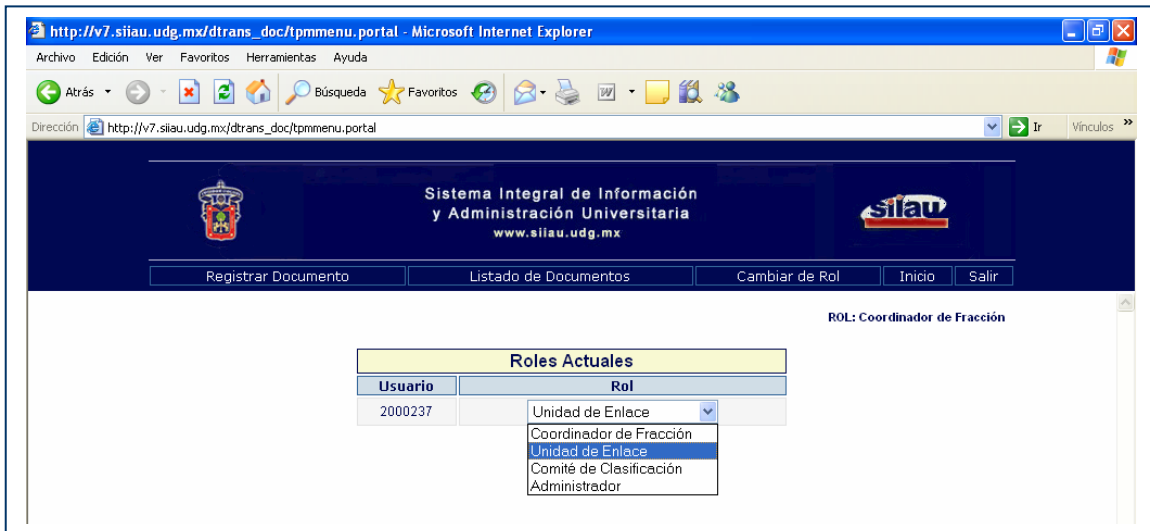 http://v7.siiau.udg.mx/dtrans_doc/tpmmenu.portal - Microsoft Internet Explorer
Archivo Edición Ver Favoritos Herramientas Ayuda
Atrás Búsqueda Favoritos
Dirección http://v7.siiau.udg.mx/dtrans_doc/tpmmenu.portal Ir Vínculos »
Sistema Integral de Información
y Administración Universitaria
www.siiau.udg.mx
siiau
Registrar Documento Listado de Documentos Cambiar de Rol Inicio Salir
ROL: Coordinador de Fracción
Roles Actuales
Usuario Rol
2000237 Unidad de Enlace
Coordinador de Fracción
Unidad de Enlace
Comité de Clasificación
Administrador